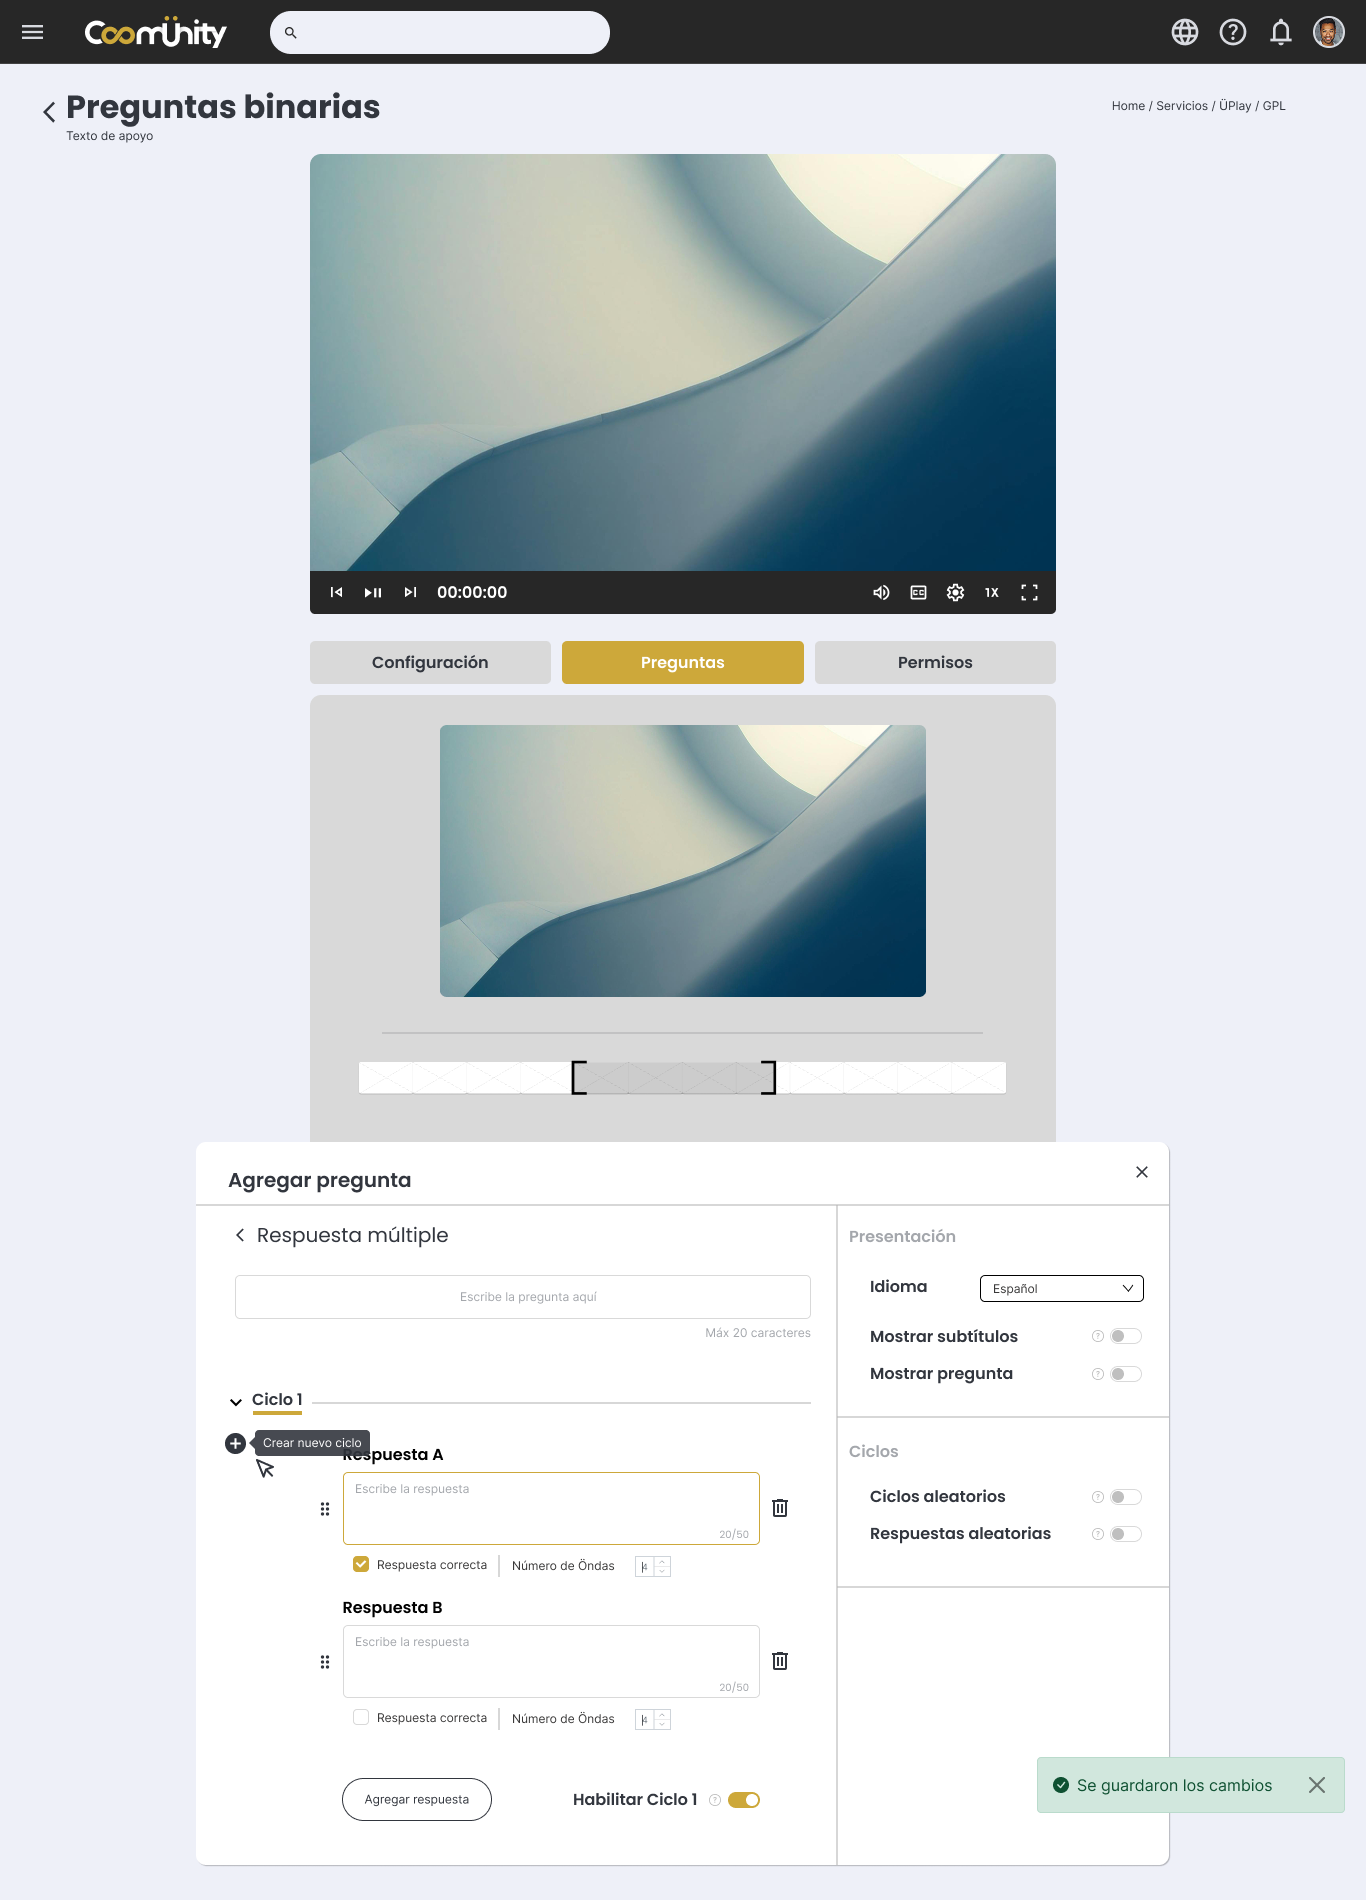 CoomÜnity
Preguntas binarias
Texto de apoyo
Home / Servicios / ÜPlay / GPL
00:00:00
CC
1X
Configuración
Preguntas
Permisos
Agregar pregunta
Respuesta múltiple
Escribe la pregunta aquí
Máx 20 caracteres
Ciclo 1
Crear nuevo ciclo
Respuesta A
Escribe la respuesta
20/50
Respuesta correcta
Número de Öndas
4
Respuesta B
Escribe la respuesta
20/50
Respuesta correcta
Número de Öndas
4
Agregar respuesta
Habilitar Ciclo 1
Presentación
Idioma
Español
Mostrar subtítulos
Mostrar pregunta
Ciclos
Ciclos aleatorios
Respuestas aleatorias
Se guardaron los cambios